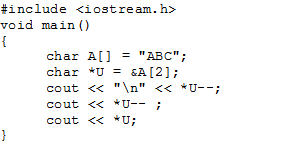 #include <iostream.h>
void main()
{
char A[] = "ABC";
char *U = &A[2];
cout << "\n" << *U--;
cout << *U-- ;
cout << *U;
}